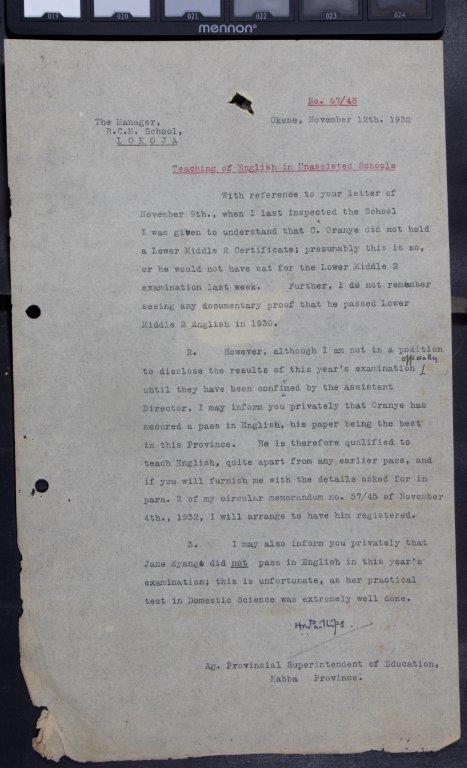 019 020 021 022 023 024
mennon
No. 57/48
The Manager,
Okene, November 12th. 1932
R.C.M. School,
LOKOJA
Teaching of English in Unassisted Schools
With reference to your letter of
November 9th., when I last inspected the School
I was given to understand that C. Oranye did not hold
a Lower Middle 2 Certificate; presumably this is so,
or he would not have sat for the Lower Middle 2
examination last week. Further, I do not remember
seeing any documentary proof that he passed Lower
Middle 2 English in 1930.
2. However, although I am not in a position
officially
to disclose the results of this year's examination
until they have been confimed by the Assistant
Director, I may inform you privately that Oranye has
secured a pass in English, his paper being the best
in this Province. He is therefore qualified to
teach English, quite apart from any earlier pass, and
if you will furnish me with the details asked for in
para. 2 of my circular memorandum no. 57/45 of November
4th., 1932, I will arrange to have him registered.
3. I may also inform you privately that
Jane Eyango did not pass in English in this year's
examination; this is unfortunate, as her practical
test in Domestic Science was extremely well done.
Ag. Provincial Superintendent of Education,
Kabba Province.